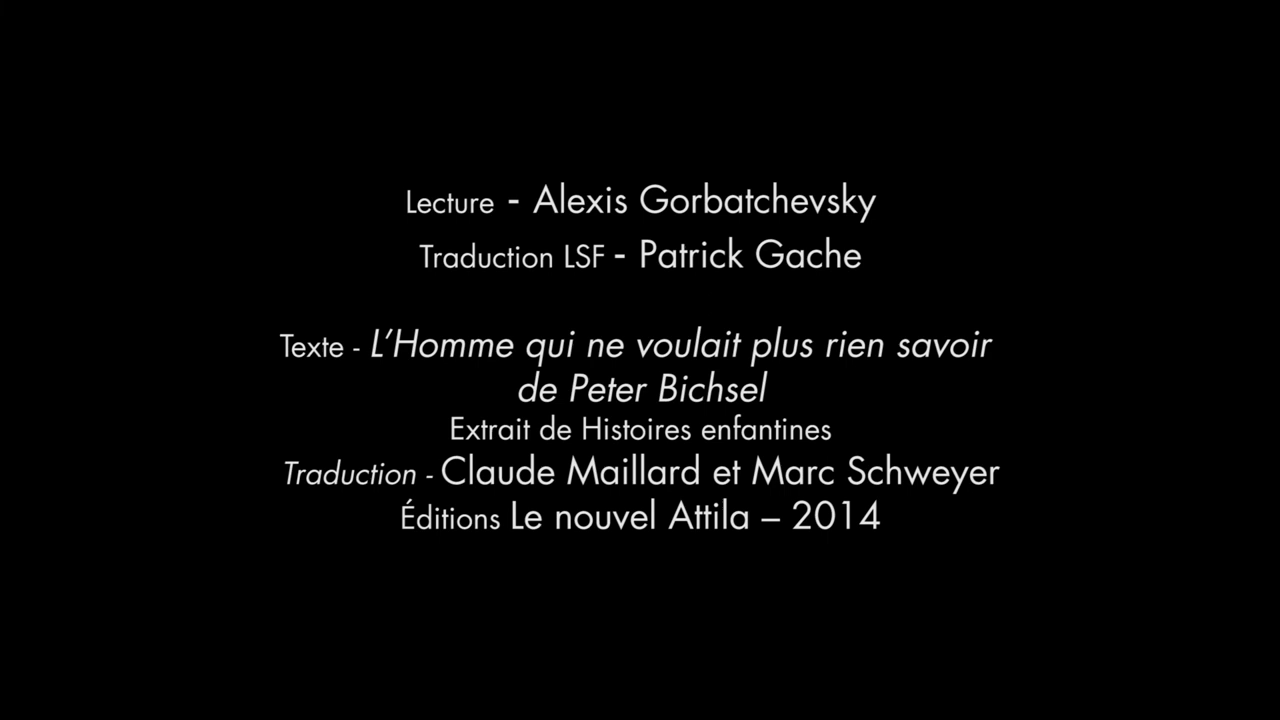 Lecture - Alexis Gorbatchevsky
Traduction LSF - Patrick Gache
Texte - L’Homme qui ne voulait plus rien savoir
de Peter Bichsel
Extrait de Histoires enfantines
Traduction - Claude Maillard et Marc Schweyer
Éditions Le nouvel Attila – 2014